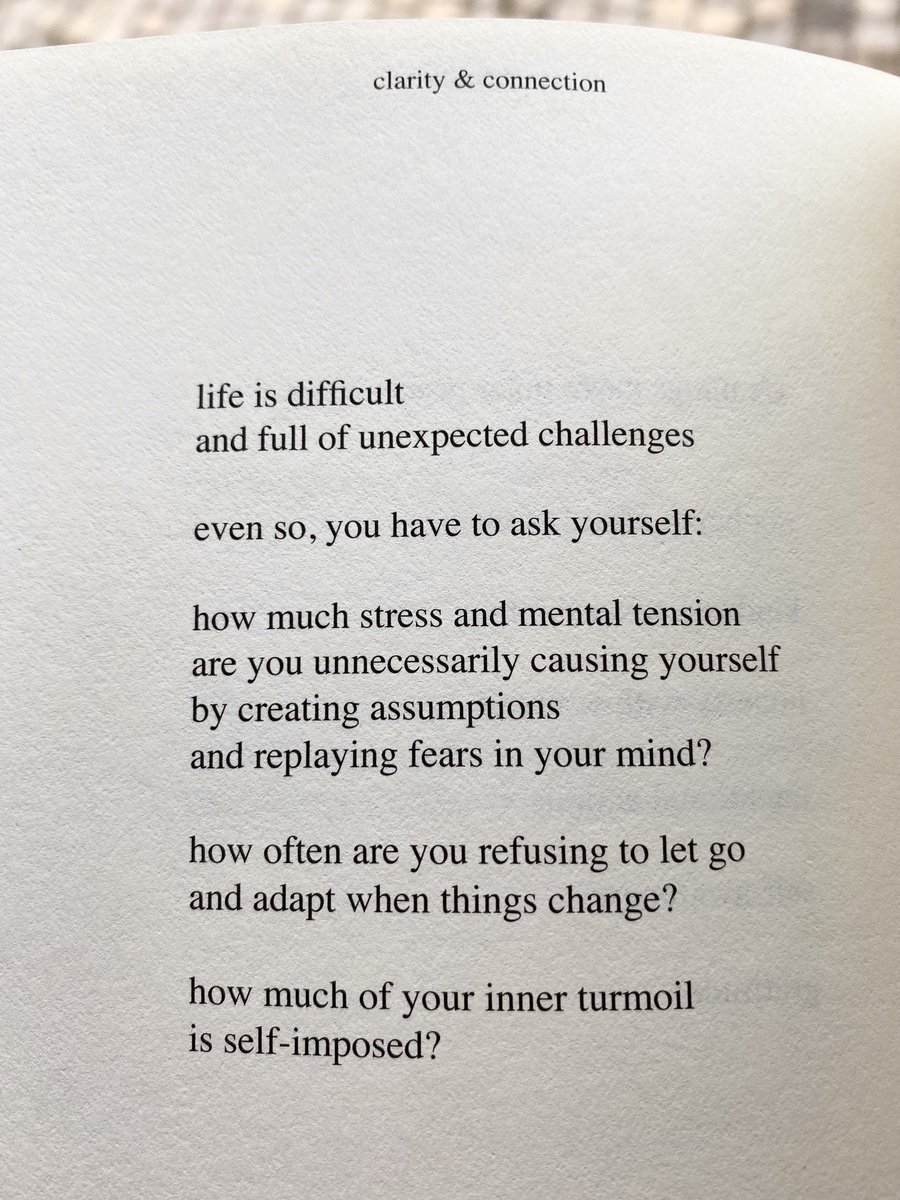 clarity & connection
life is difficult
and full of unexpected challenges
even so, you have to ask yourself:
how much stress and mental tension
are you unnecessarily causing yourself
by creating assumptions
and replaying fears in your mind?
how often are you refusing to let go
and adapt when things change?
how much of your inner turmoil
is self-imposed?